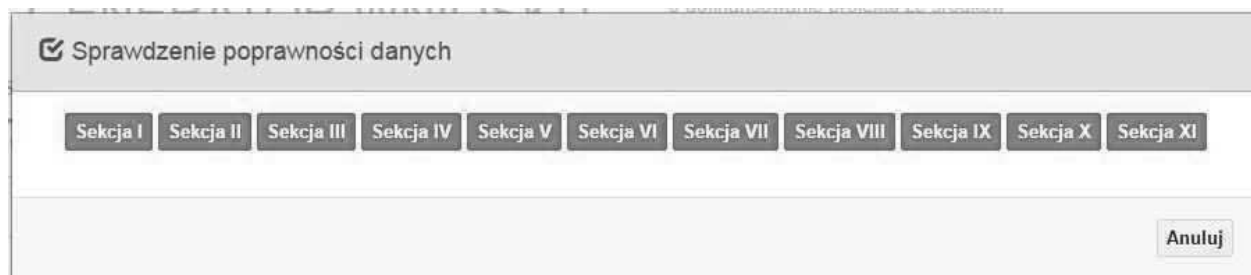 Sprawdzenie poprawności danych
Sekcja I Sekcja II Sekcja III Sekcja IV Sekcja V Sekcja VI Sekcja VII Sekcja VIII Sekcja IX Sekcja X Sekcja XI
Anuluj